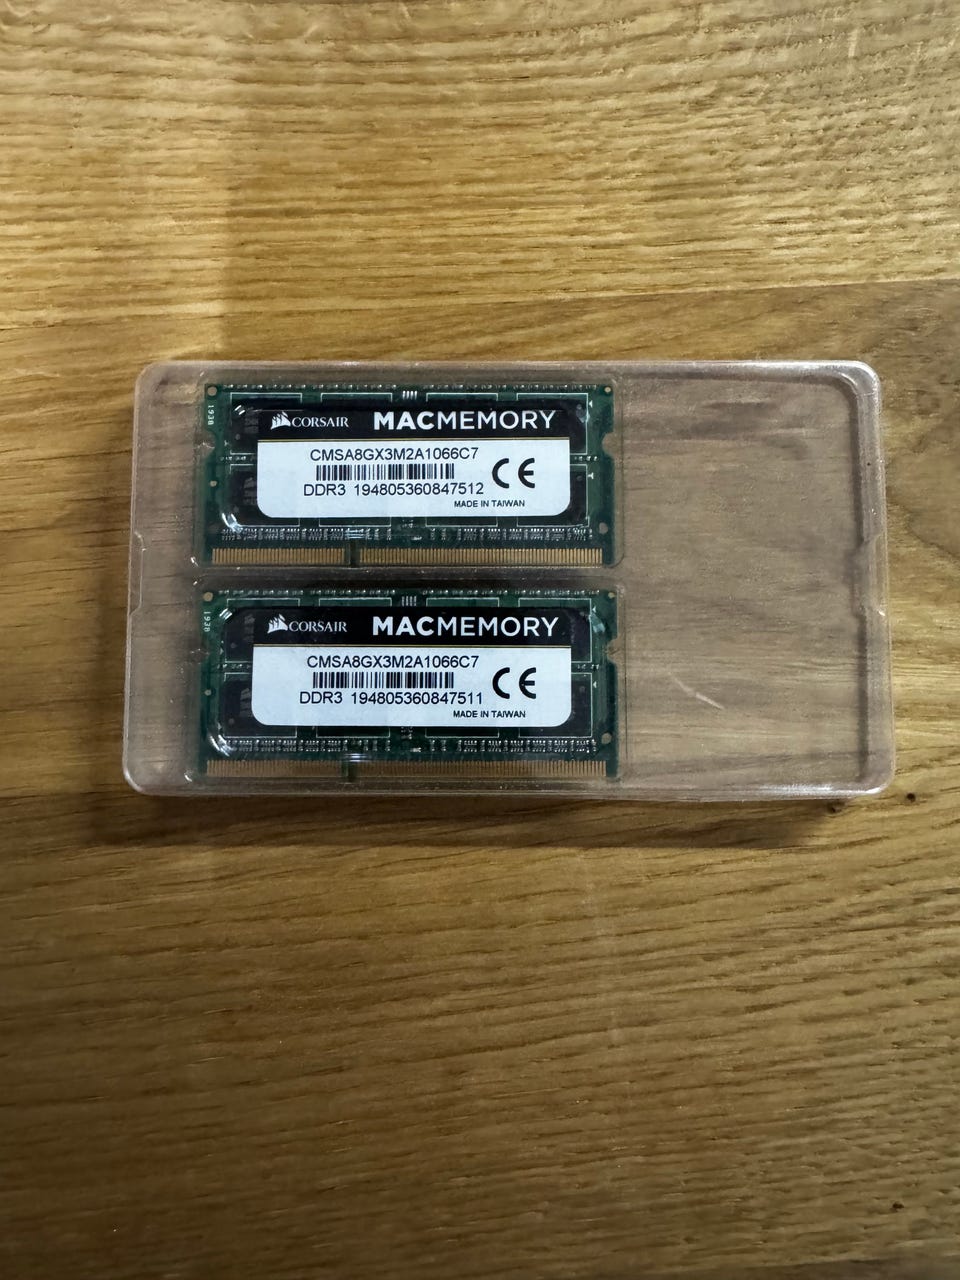 1938
CORSAIR MACMEMORY
CMSA8GX3M2A1066C7
CE
DDR3 194805360847512
MADE IN TAIWAN
1938
CORSAIR MACMEMORY
CMSA8GX3M2A1066C7
CE
DDR3 194805360847511
MADE IN TAIWAN